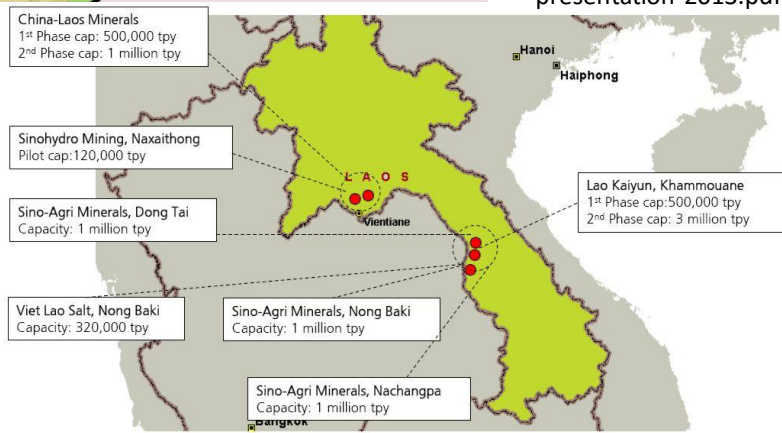 presentation-2013.pdf
China-Laos Minerals
1st Phase cap: 500,000 tpy
2nd Phase cap: 1 million tpy
Hanoi
Haiphong
Sinohydro Mining, Naxaithong
Pilot cap:120,000 tpy
L A O S
Lao Kaiyun, Khammouane
1st Phase cap:500,000 tpy
2nd Phase cap: 3 million tpy
Sino-Agri Minerals, Dong Tai
Capacity: 1 million tpy
Vientiane
Viet Lao Salt, Nong Baki
Capacity: 320,000 tpy
Sino-Agri Minerals, Nong Baki
Capacity: 1 million tpy
Sino-Agri Minerals, Nachangpa
Capacity: 1 million tpy
Bangkok